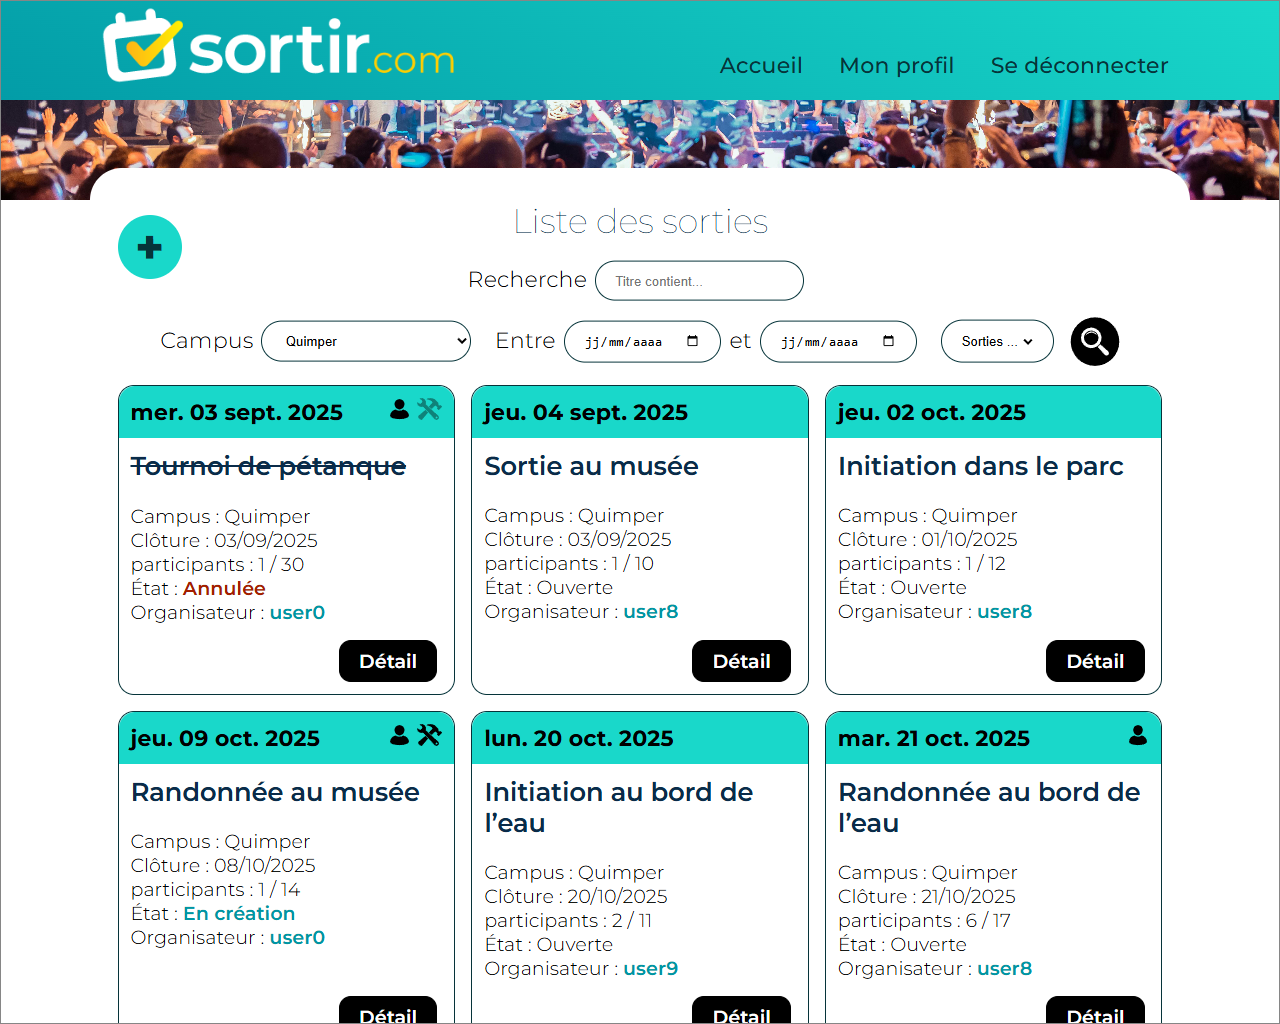 sortir.com
Accueil Mon profil Se déconnecter
Liste des sorties
Recherche Titre contient...
Campus Quimper Entre jj/mm/aaaa et jj/mm/aaaa Sorties ...
mer. 03 sept. 2025
Tournoi de pétanque
Campus : Quimper
Clôture : 03/09/2025
participants : 1 / 30
État : Annulée
Organisateur : user0
Détail
jeu. 04 sept. 2025
Sortie au musée
Campus : Quimper
Clôture : 03/09/2025
participants : 1 / 10
État : Ouverte
Organisateur : user8
Détail
jeu. 02 oct. 2025
Initiation dans le parc
Campus : Quimper
Clôture : 01/10/2025
participants : 1 / 12
État : Ouverte
Organisateur : user8
Détail
jeu. 09 oct. 2025
Randonnée au musée
Campus : Quimper
Clôture : 08/10/2025
participants : 1 / 14
État : En création
Organisateur : user0
Détail
lun. 20 oct. 2025
Initiation au bord de
l’eau
Campus : Quimper
Clôture : 20/10/2025
participants : 2 / 11
État : Ouverte
Organisateur : user9
Détail
mar. 21 oct. 2025
Randonnée au bord de
l’eau
Campus : Quimper
Clôture : 21/10/2025
participants : 6 / 17
État : Ouverte
Organisateur : user8
Détail